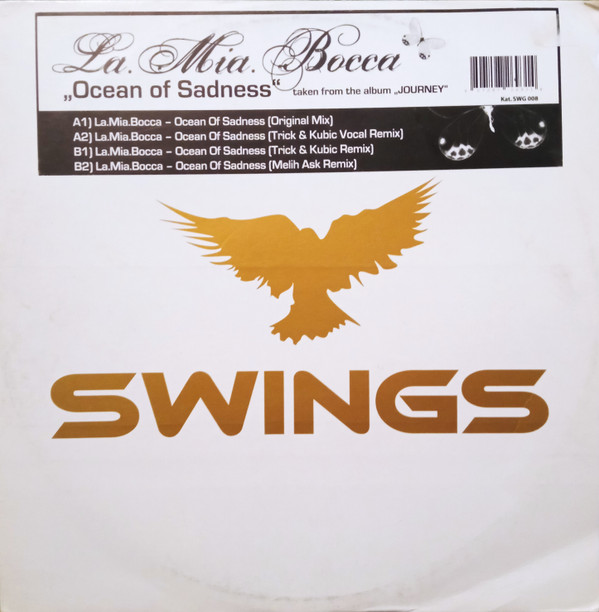 La.Mia.Bocca
„Ocean of Sadness“ taken from the album „JOURNEY“
Kat. SWG 008
A1) La.Mia.Bocca – Ocean Of Sadness (Original Mix)
A2) La.Mia.Bocca – Ocean Of Sadness (Trick & Kubic Vocal Remix)
B1) La.Mia.Bocca – Ocean Of Sadness (Trick & Kubic Remix)
B2) La.Mia.Bocca – Ocean Of Sadness (Melih Ask Remix)
SWINGS